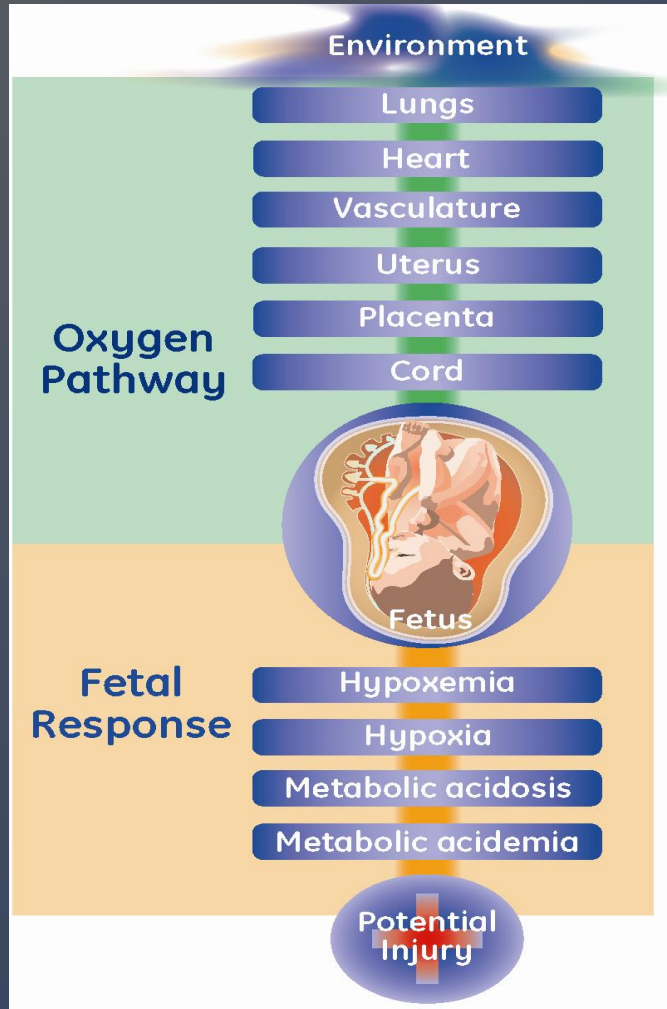 Environment
Lungs
Heart
Vasculature
Uterus
Placenta
Cord
Oxygen
Pathway
Fetus
Fetal
Response
Hypoxemia
Hypoxia
Metabolic acidosis
Metabolic acidemia
Potential
Injury